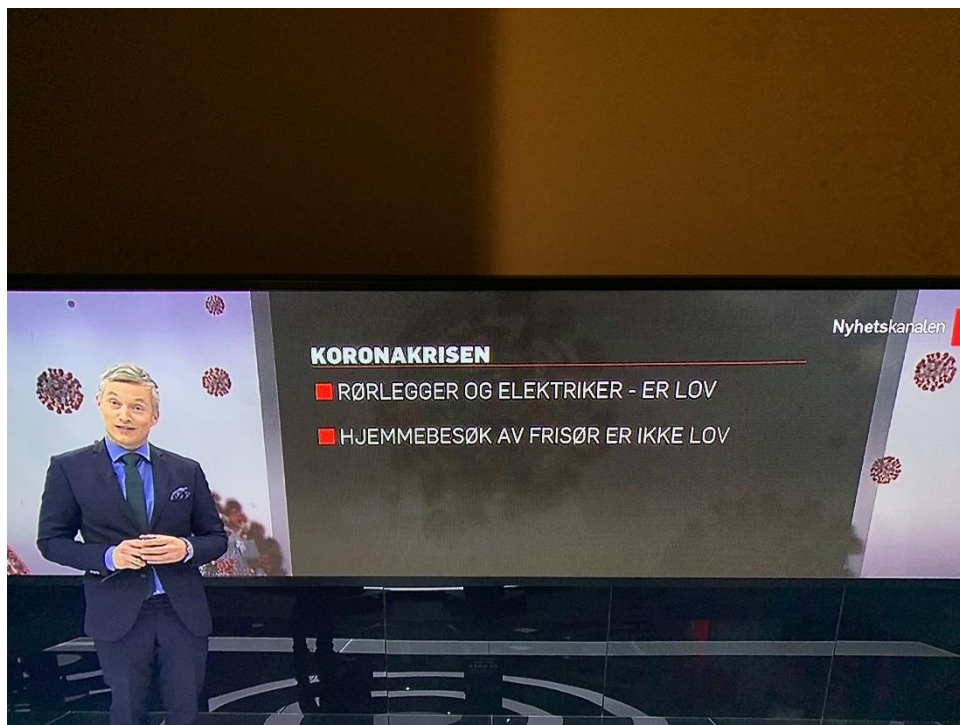 Nyhetskanalen
KORONAKRISEN
RØRLEGGER OG ELEKTRIKER - ER LOV
HJEMMEBESØK AV FRISØR ER IKKE LOV